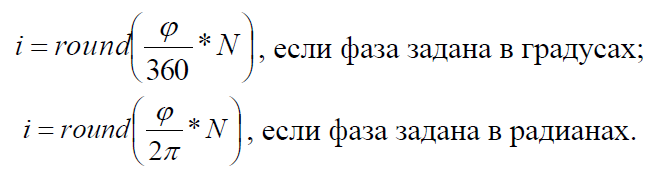 i = round(φ/360 * N), если фаза задана в градусах;
i = round(φ/2π * N), если фаза задана в радианах.